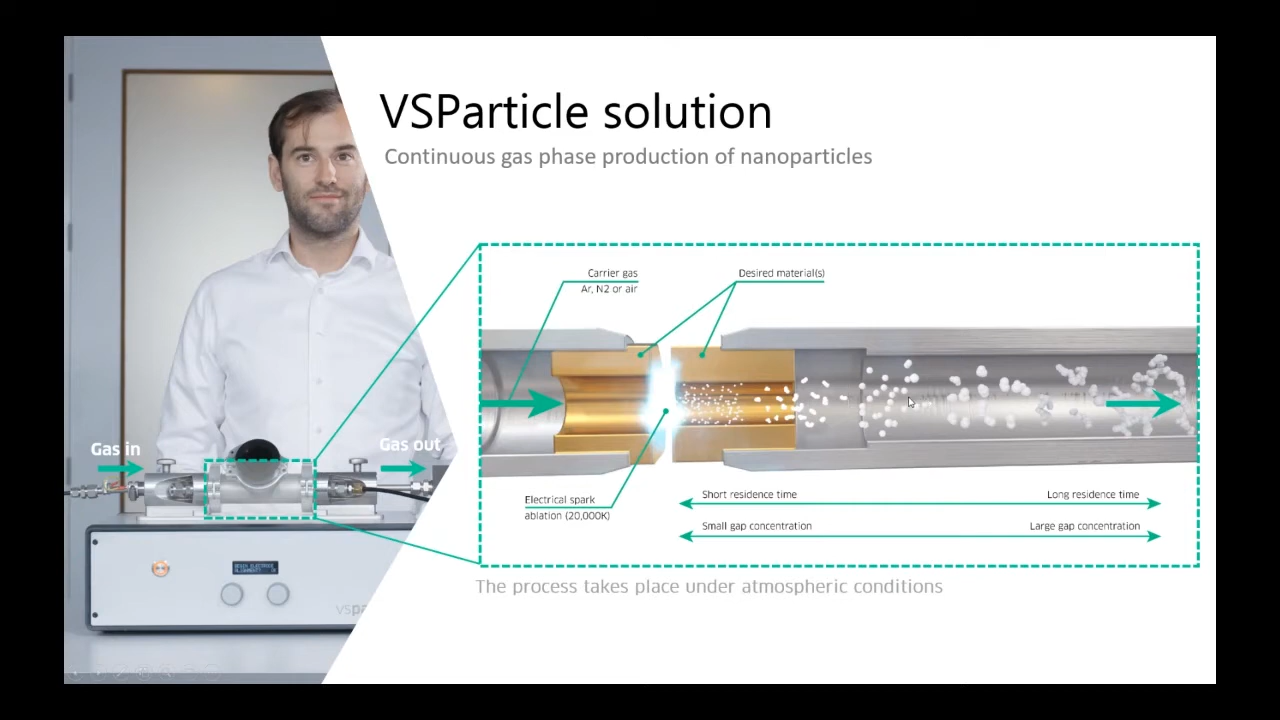 VSParticle solution
Continuous gas phase production of nanoparticles
Carrier gas
Ar, N2 or air
Desired material(s)
Gas in
Gas out
Electrical spark
ablation (20,000K)
Short residence time
Long residence time
Small gap concentration
Large gap concentration
The process takes place under atmospheric conditions
vspa